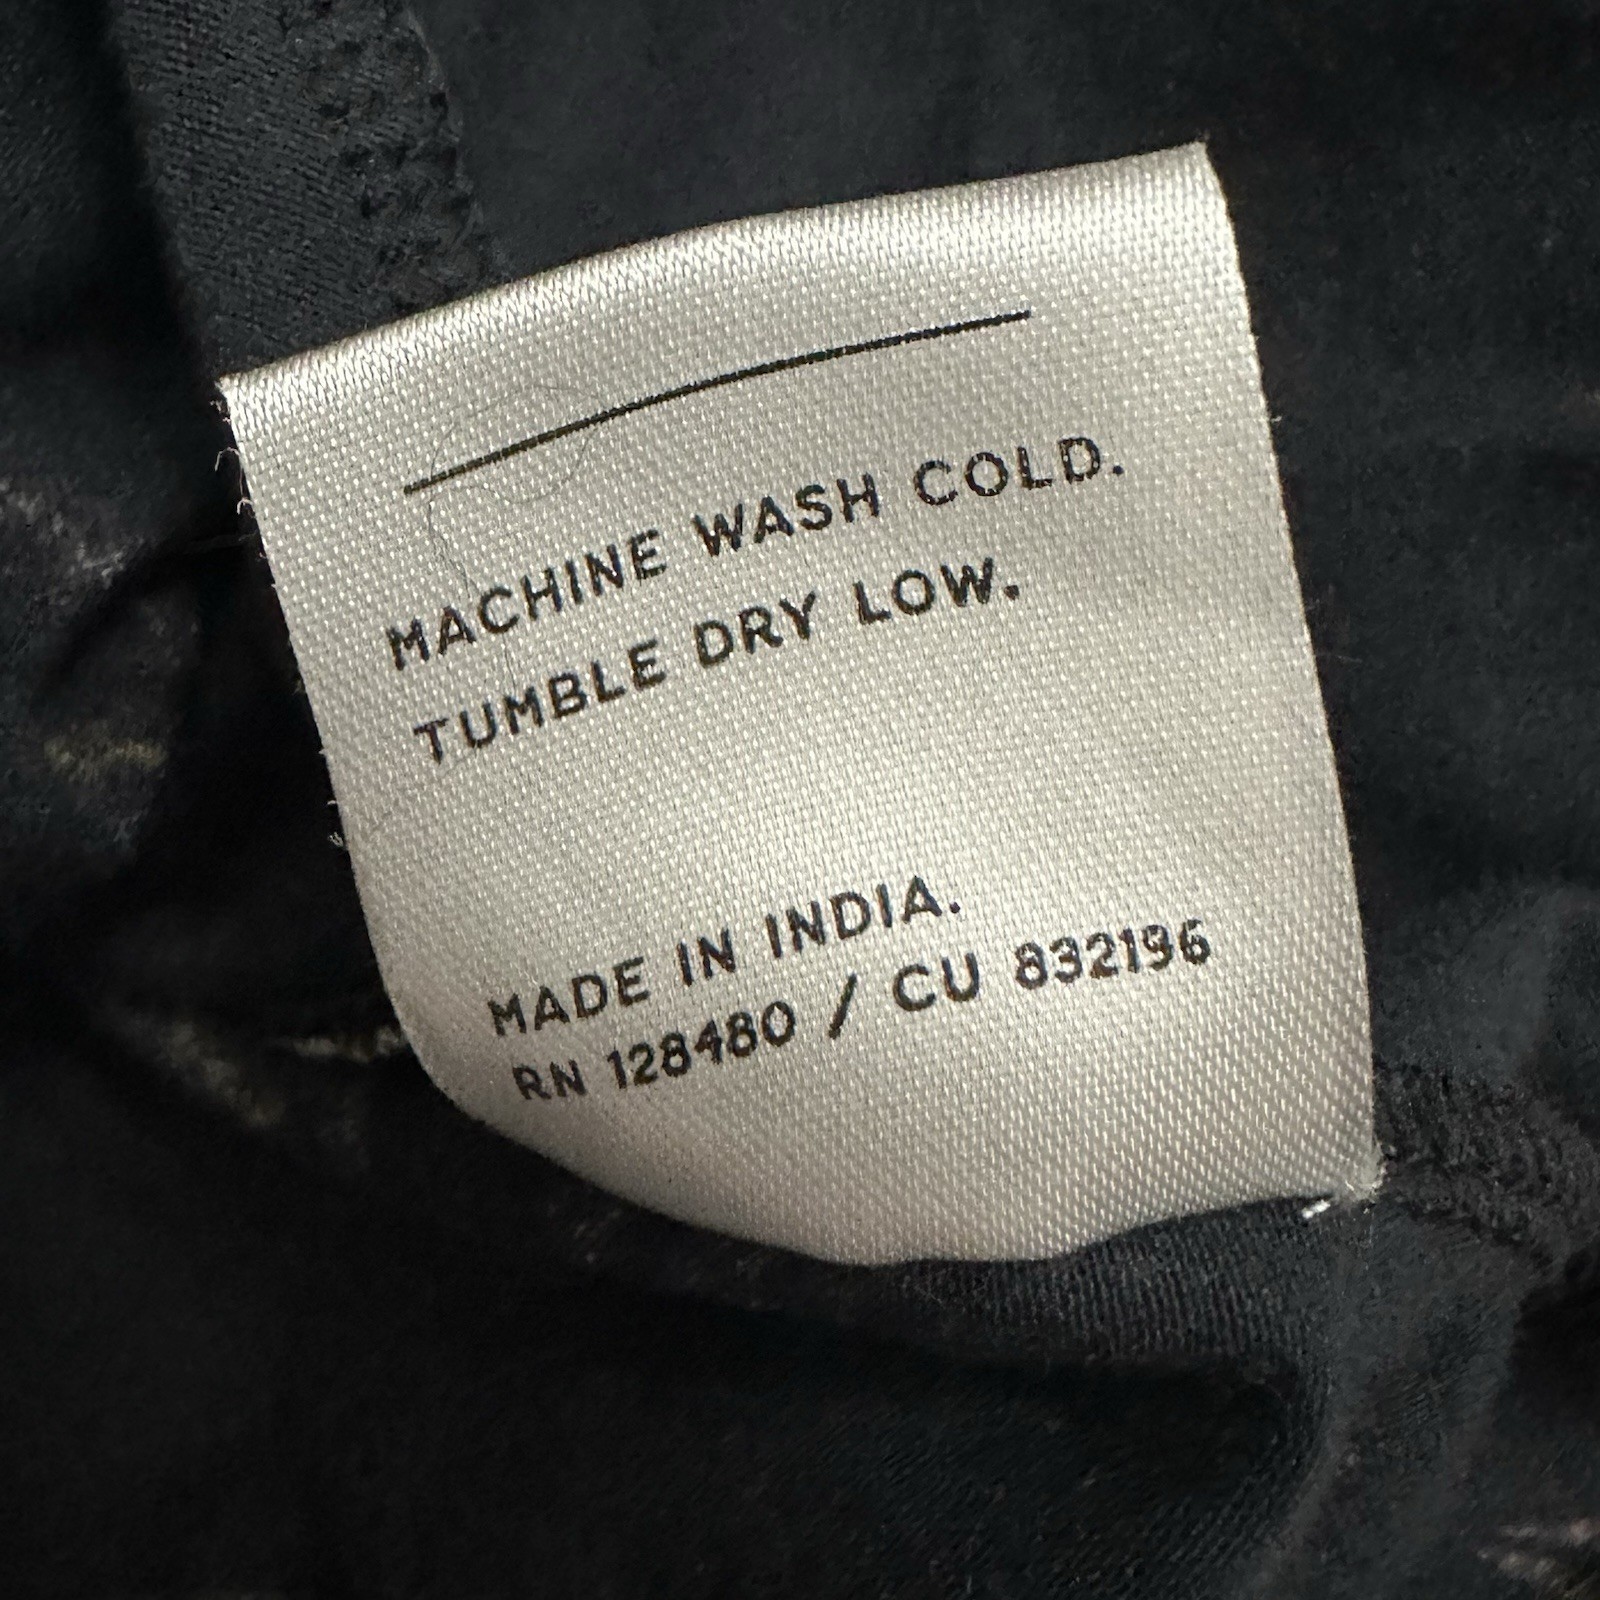 MACHINE WASH COLD.
TUMBLE DRY LOW.
MADE IN INDIA.
RN 128480 / CU 832196